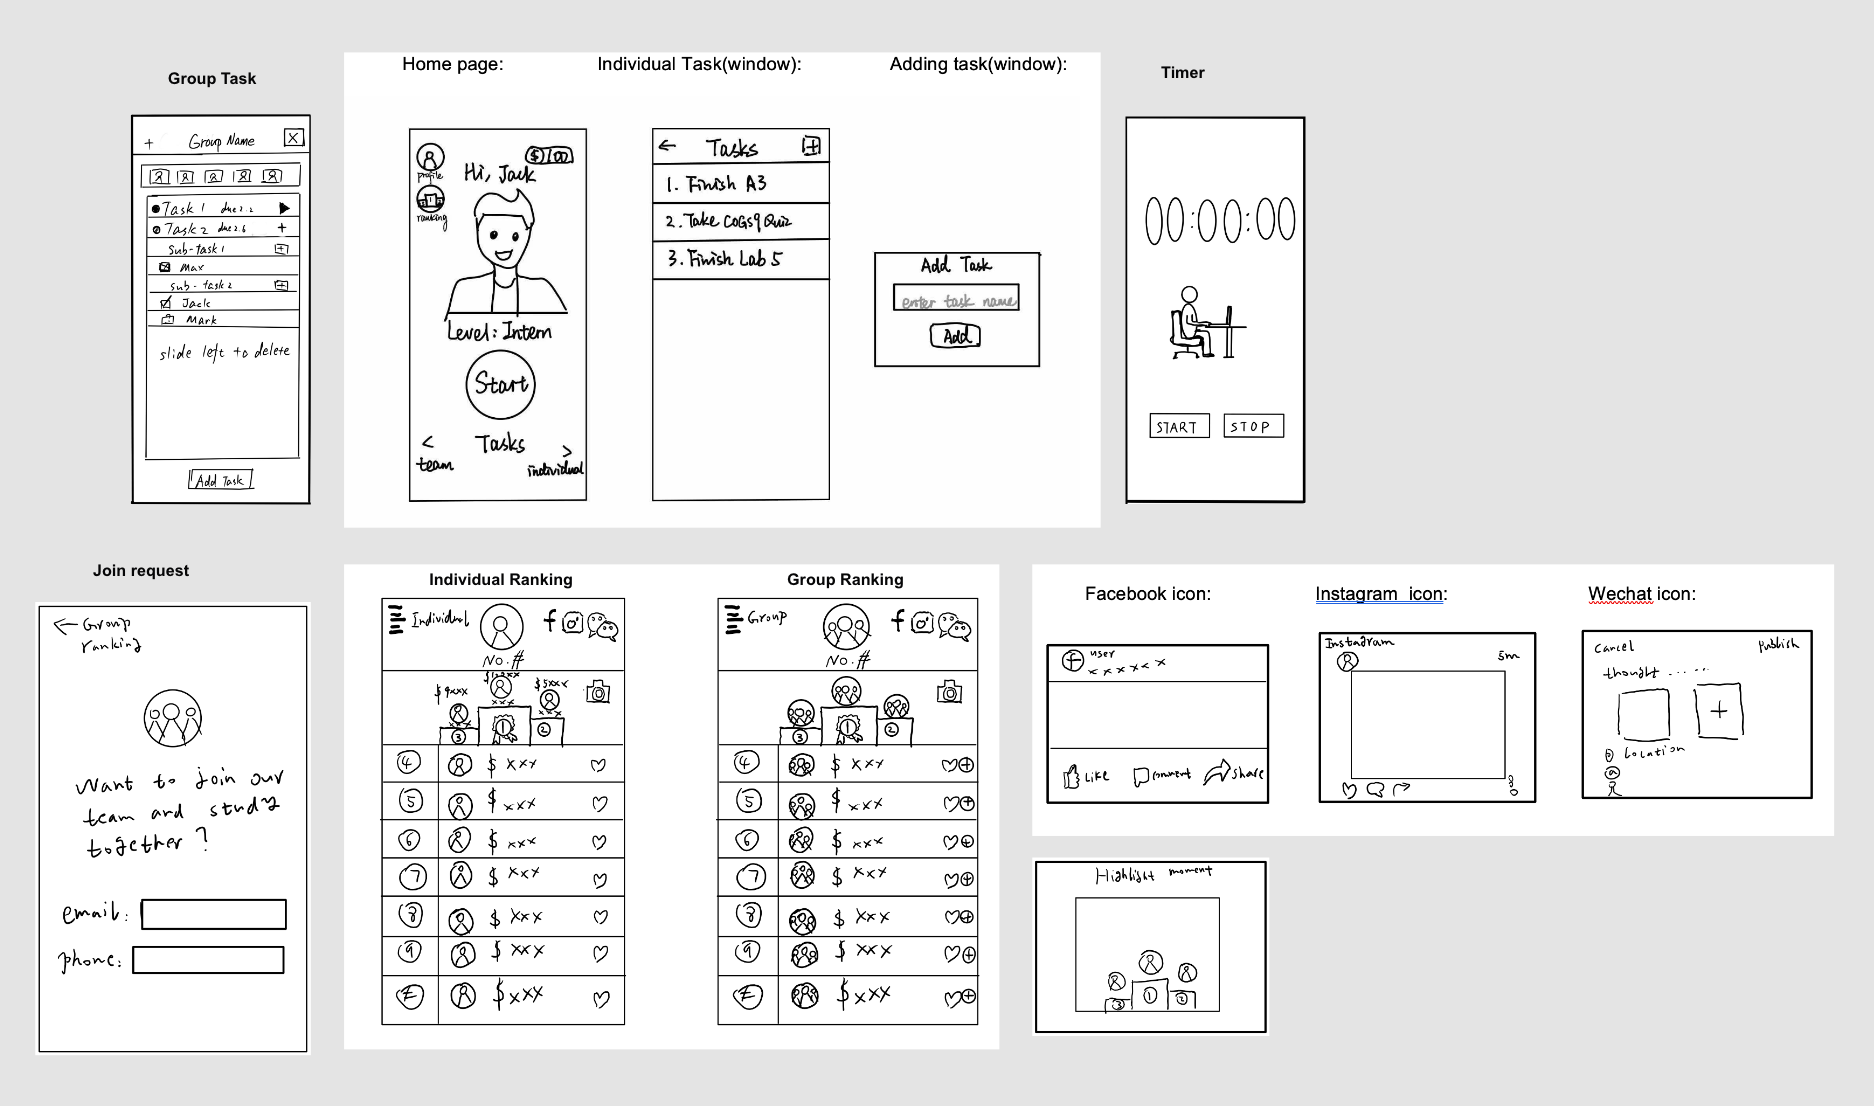 Group Task
+ Group Name X
Task 1 due 2.2
Task 2 due 2.6 +
Sub-task 1 +
Max
Sub-task 2 +
Jack
Mark
slide left to delete
Add Task
Home page:
profile
$ 100
Hi, Jack
ranking
1
Level: Intern
Start
Tasks
< >
team individual
Individual Task(window):
← Tasks +
1. Finish A3
2. Take COGS9 Quiz
3. Finish Lab 5
Adding task(window):
Add Task
enter task name
Add
Timer
00:00:00
START STOP
Join request
← Group
ranking
Want to join our
team and study
together ?
email:
phone:
Individual Ranking
Individual f
No. #
$9xxx $5xxx
xxx xxx xxx
3 1 2
4 $ xxx
5 $ xxx
6 $ xxx
7 $ xxx
8 $ xxx
9 $ xxx
$ xxx
Group Ranking
Group f
No. #
3 1 2
4 $ xxx +
5 $ xxx +
6 $ xxx +
7 $ xxx +
8 $ xxx +
9 $ xxx +
$ xxx +
Facebook icon:
f user
xxxxx x
Like Comment Share
Instagram icon:
Instagram
5m
Wechat icon:
Cancel publish
thought ... ..
+
Location
@
Highlight moment
3 1 2